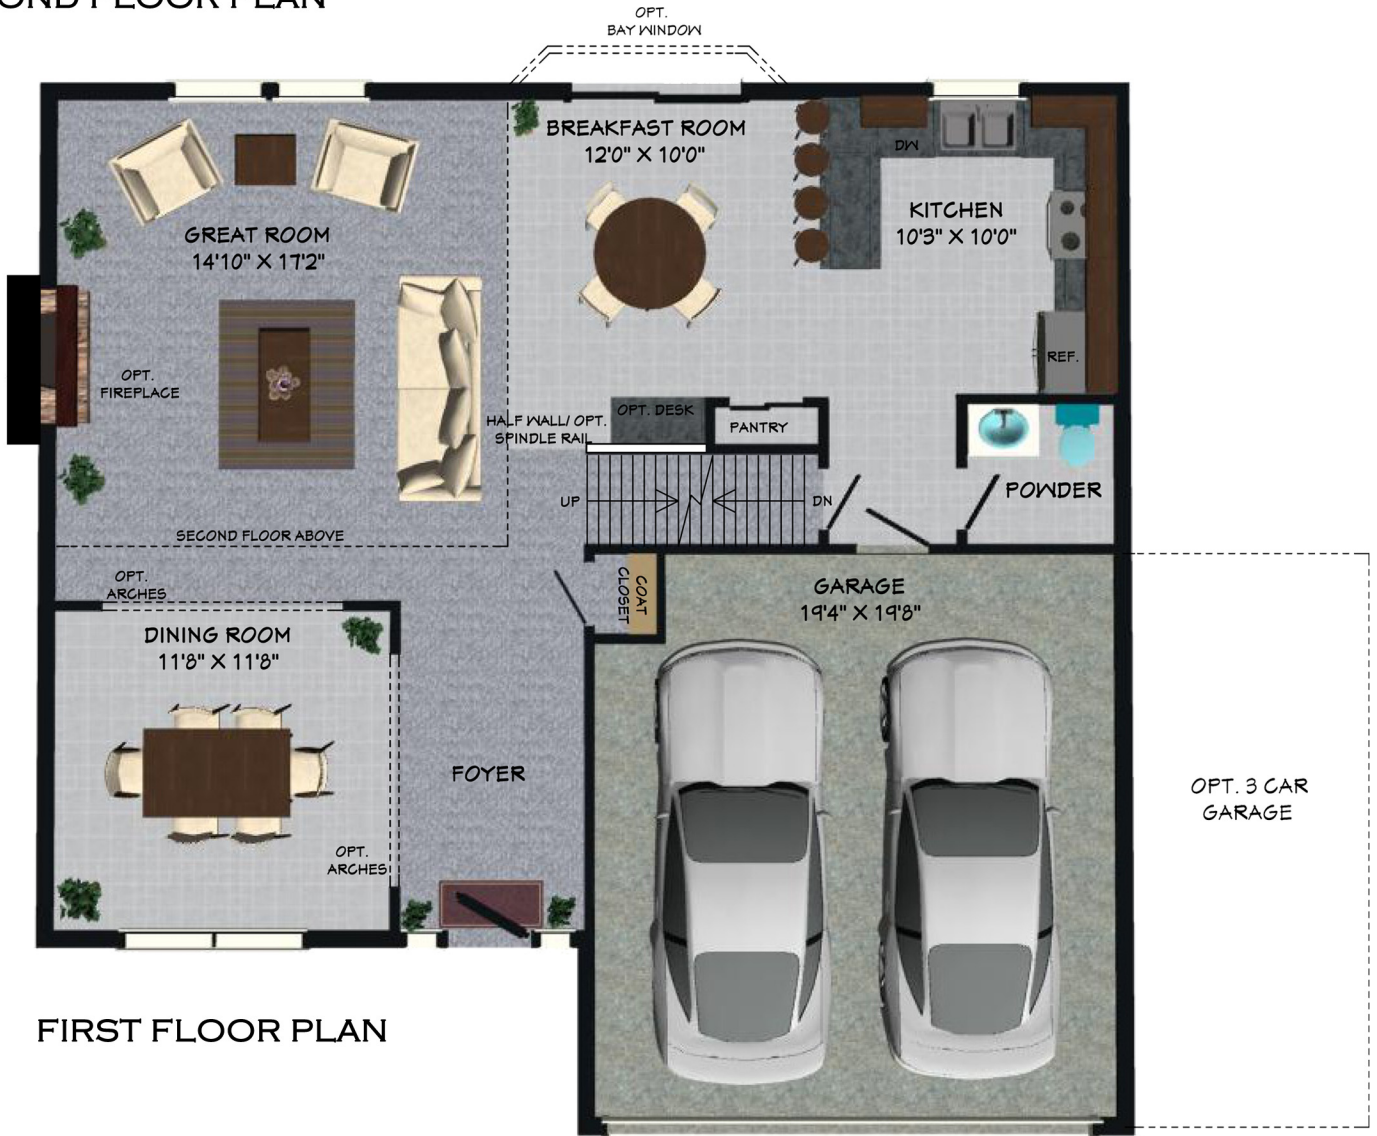 OND FLOOR PLAN
OPT.
BAY WINDOW
BREAKFAST ROOM
12'0" X 10'0"
DW
KITCHEN
10'3" X 10'0"
GREAT ROOM
14'10" X 17'2"
OPT.
FIREPLACE
REF.
HALF WALL/ OPT.
SPINDLE RAIL
OPT. DESK
PANTRY
POWDER
UP
DN
SECOND FLOOR ABOVE
OPT.
ARCHES
COAT
CLOSET
GARAGE
19'4" X 19'8"
DINING ROOM
11'8" X 11'8"
FOYER
OPT. 3 CAR
GARAGE
OPT.
ARCHES
FIRST FLOOR PLAN